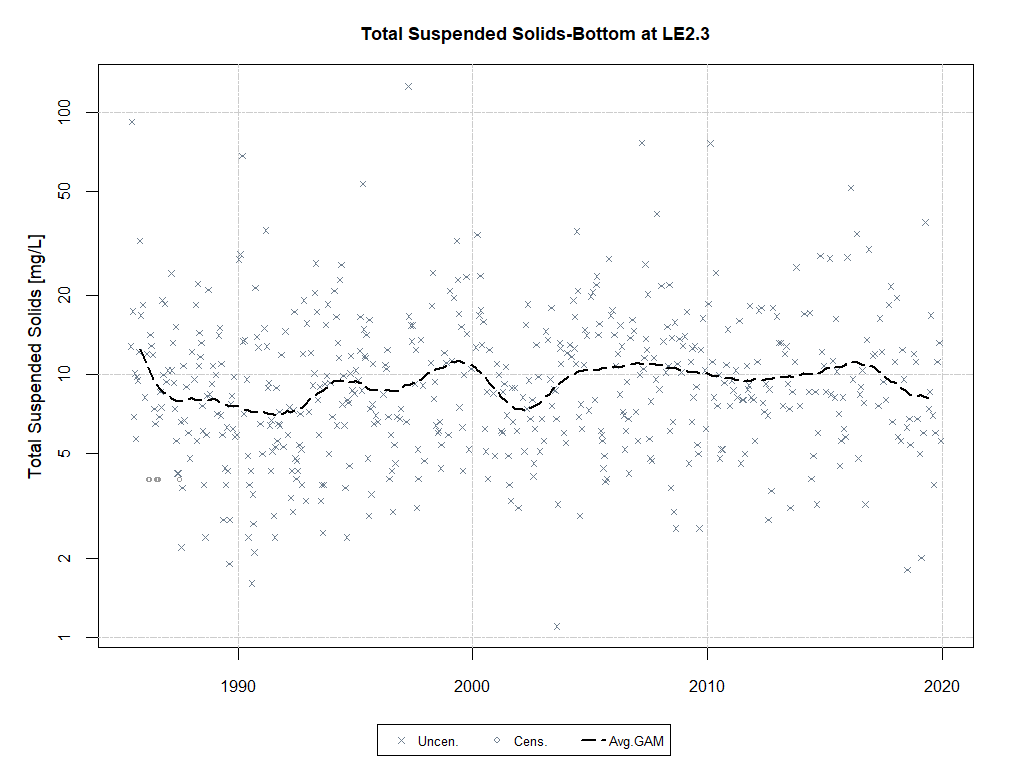 Total Suspended Solids-Bottom at LE2.3
Total Suspended Solids [mg/L]
100
50
20
10
5
2
1
1990 2000 2010 2020
Uncen. Cens. Avg.GAM